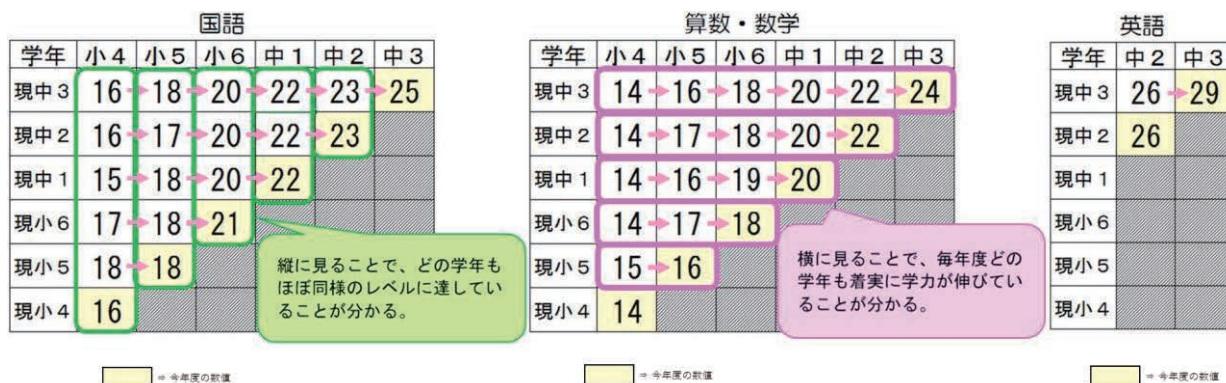 国語
学年 小4 小5 小6 中1 中2 中3
現中3 16 18 20 22 23 25
現中2 16 17 20 22 23
現中1 15 18 20 22
現小6 17 18 21
現小5 18 18
現小4 16
縦に見ることで、どの学年も
ほぼ同様のレベルに達してい
ることが分かる。
⇒ 今年度の数値
算数・数学
学年 小4 小5 小6 中1 中2 中3
現中3 14 16 18 20 22 24
現中2 14 17 18 20 22
現中1 14 16 19 20
現小6 14 17 18
現小5 15 16
現小4 14
横に見ることで、毎年度どの
学年も着実に学力が伸びてい
ることが分かる。
⇒ 今年度の数値
英語
学年 中2 中3
現中3 26 29
現中2 26
現中1
現小6
現小5
現小4
⇒ 今年度の数値